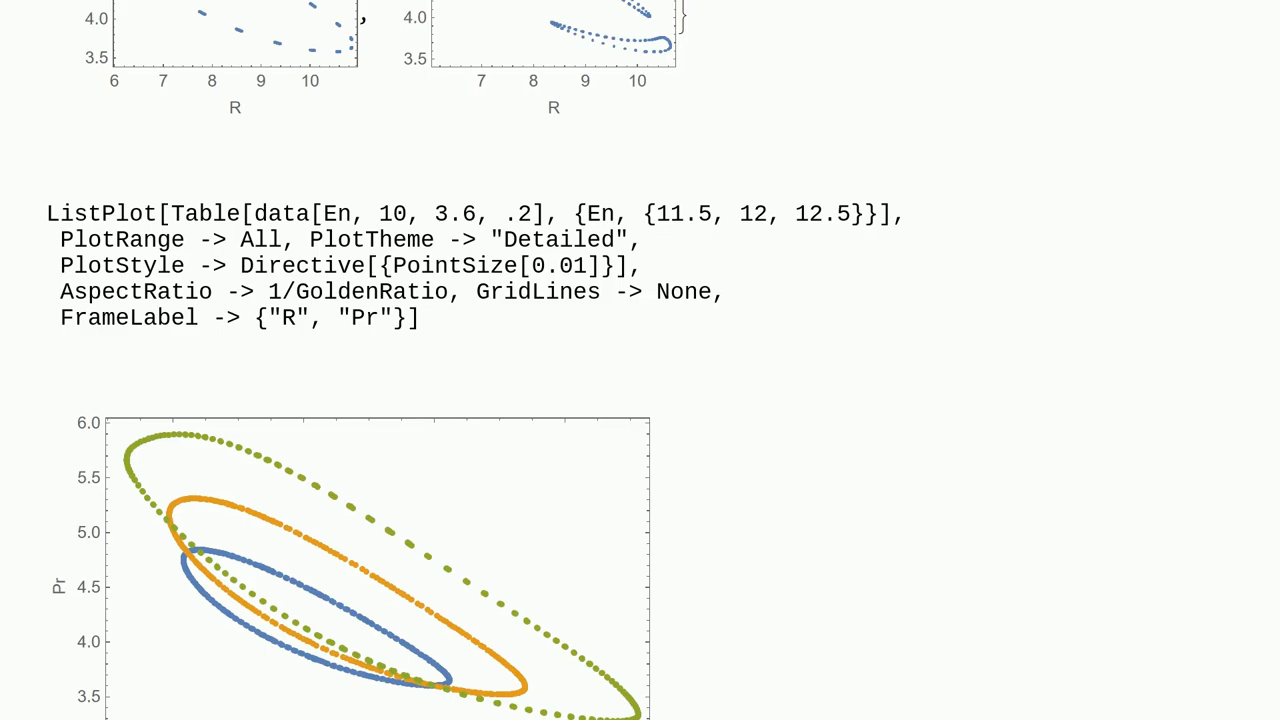 4.0
3.5
6 7 8 9 10
R
,
4.0
3.5
7 8 9 10
R
}
ListPlot[Table[data[En, 10, 3.6, .2], {En, {11.5, 12, 12.5}}],
PlotRange -> All, PlotTheme -> "Detailed",
PlotStyle -> Directive[{PointSize[0.01]}],
AspectRatio -> 1/GoldenRatio, GridLines -> None,
FrameLabel -> {"R", "Pr"}]
6.0
5.5
5.0
4.5
4.0
3.5
Pr